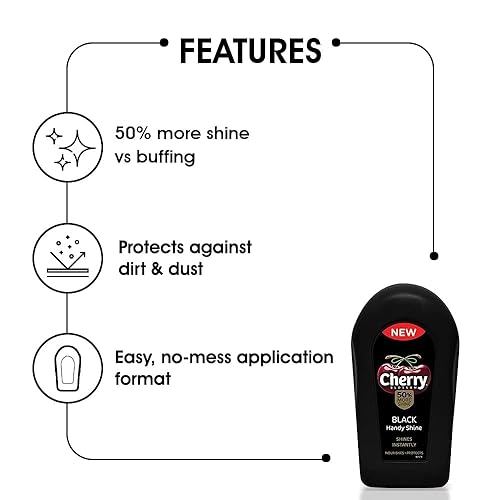 FEATURES
50% more shine
vs buffing
Protects against
dirt & dust
Easy, no-mess application
format
NEW
Cherry
BLOSSOM
50%
MORE
BLACK
Handy Shine
SHINES
INSTANTLY
NOURISHES + PROTECTS